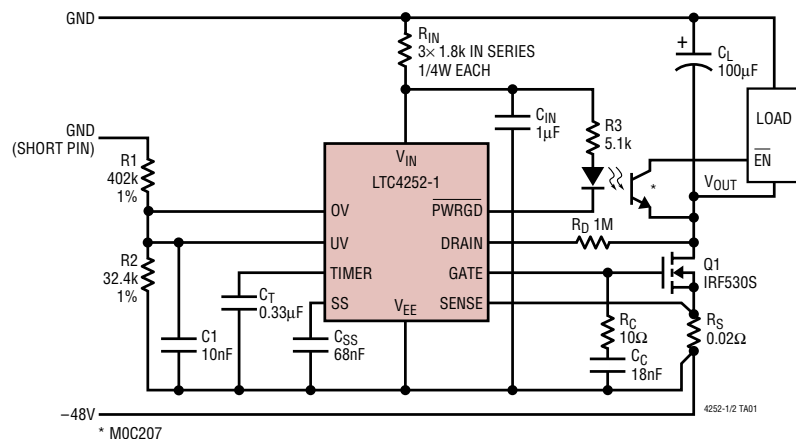 GND
RIN
3× 1.8k IN SERIES
1/4W EACH
+
CL
100µF
GND
(SHORT PIN)
R1
402k
1%
CIN
1µF
R3
5.1k
LOAD
EN
VIN
LTC4252-1
OV
PWRGD
*
VOUT
UV
DRAIN
RD 1M
R2
32.4k
1%
TIMER
GATE
Q1
IRF530S
SS
VEE
SENSE
CT
0.33µF
C1
10nF
CSS
68nF
RC
10Ω
CC
18nF
RS
0.02Ω
−48V
4252-1/2 TA01
* M0C207